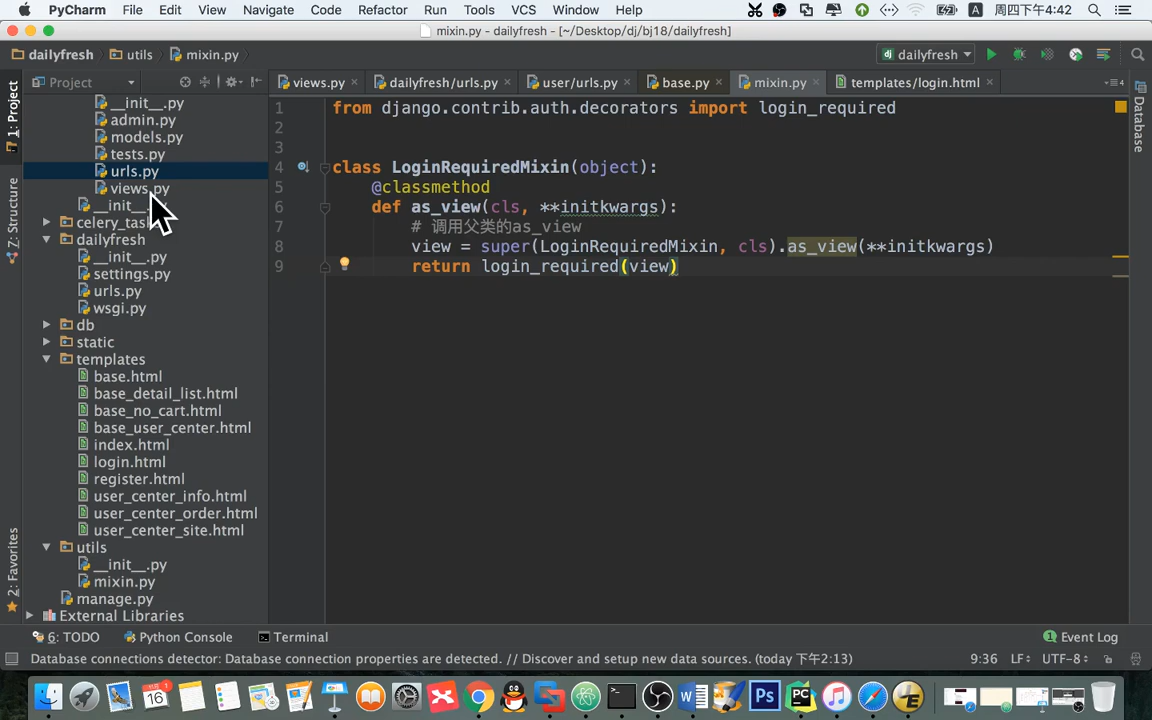 PyCharm File Edit View Navigate Code Refactor Run Tools VCS Window Help
A 周四下午4:42
mixin.py - dailyfresh - [~/Desktop/dj/bj18/dailyfresh]
dailyfresh utils mixin.py
dj dailyfresh
Project
views.py × dailyfresh/urls.py × user/urls.py × base.py × mixin.py × templates/login.html ×
1: Project
7: Structure
2: Favorites
Database
__init__.py
admin.py
models.py
tests.py
urls.py
views.py
__init__
celery_tas
dailyfresh
__init__.py
settings.py
urls.py
wsgi.py
db
static
templates
base.html
base_detail_list.html
base_no_cart.html
base_user_center.html
index.html
login.html
register.html
user_center_info.html
user_center_order.html
user_center_site.html
utils
__init__.py
mixin.py
manage.py
External Libraries
1 from django.contrib.auth.decorators import login_required
2
3
4 class LoginRequiredMixin(object):
5 @classmethod
6 def as_view(cls, **initkwargs):
7 # 调用父类的as_view
8 view = super(LoginRequiredMixin, cls).as_view(**initkwargs)
9 return login_required(view)
6: TODO Python Console Terminal 1 Event Log
Database connections detector: Database connection properties are detected. // Discover and setup new data sources. (today 下午2:13) 9:36 LF÷ UTF-8÷
16
W Ps PC